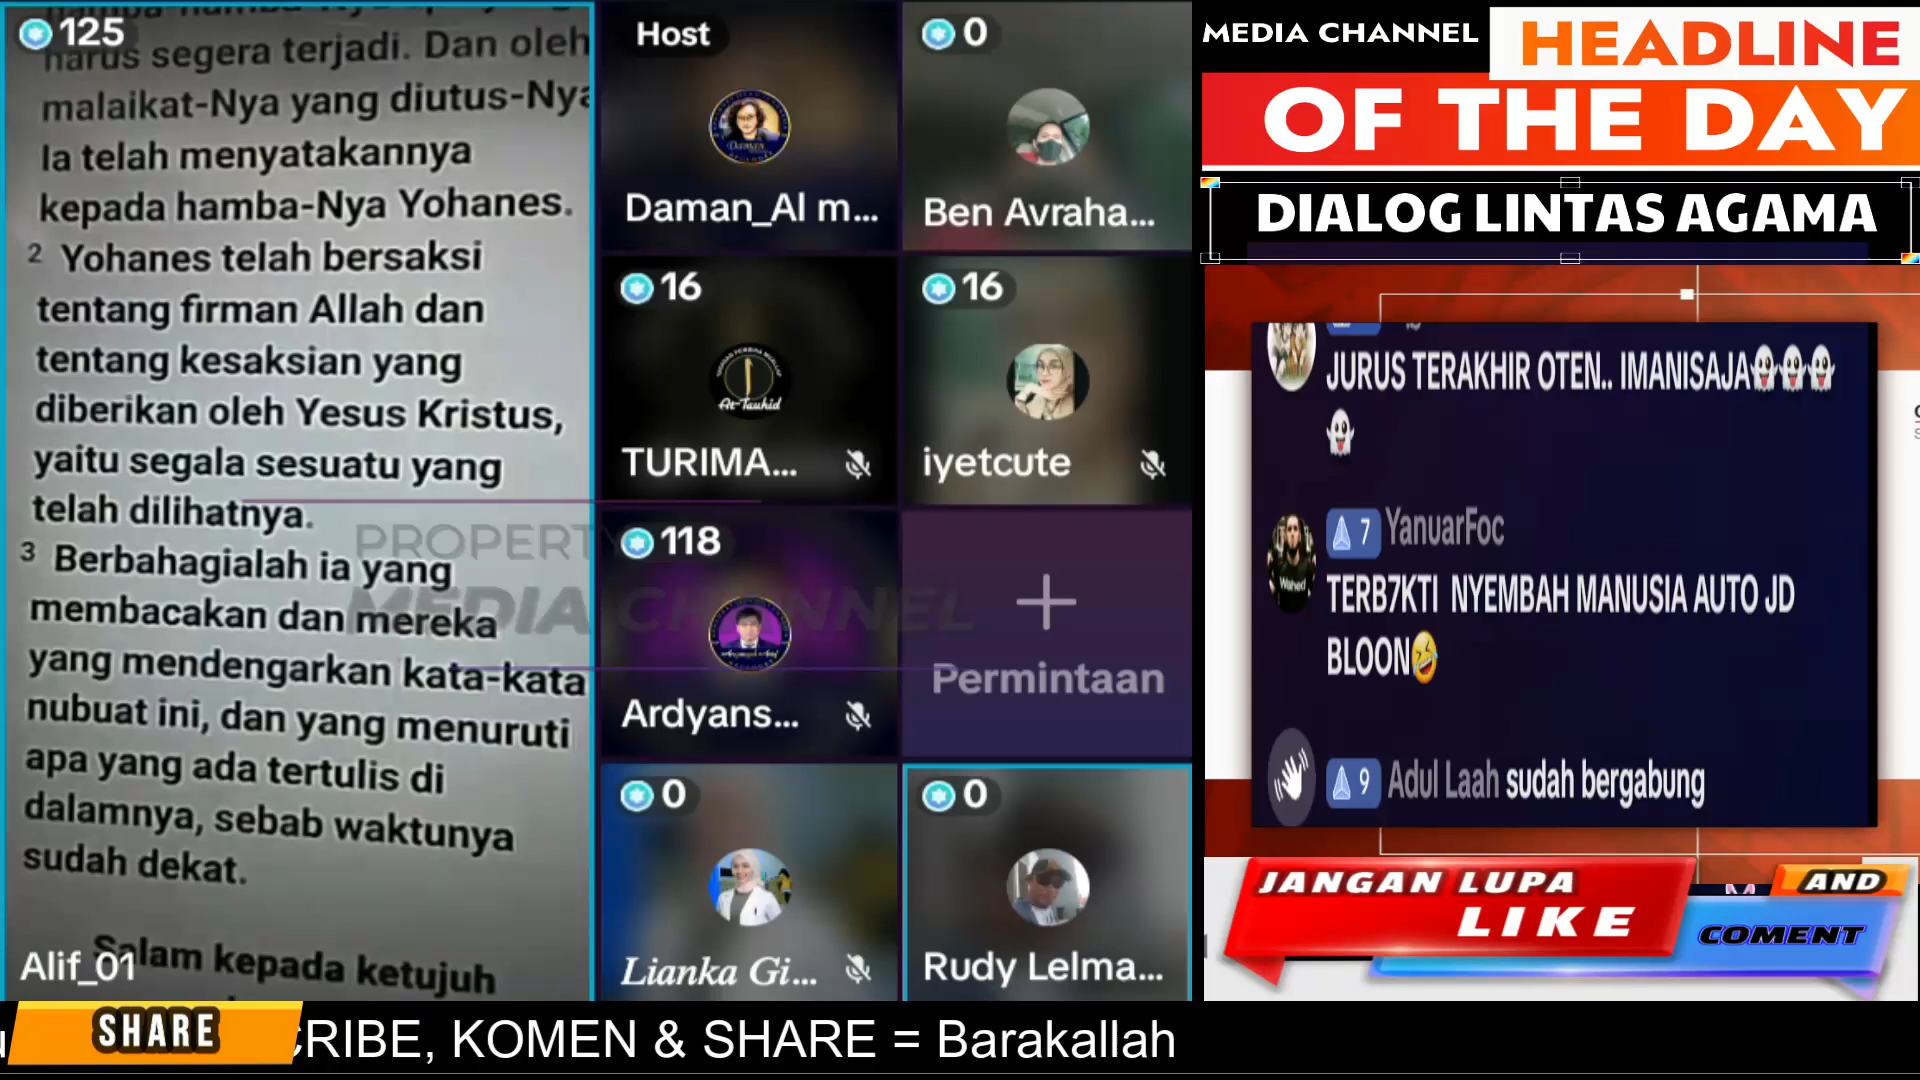 125
harus segera terjadi. Dan oleh
malaikat-Nya yang diutus-Nya
Ia telah menyatakannya
kepada hamba-Nya Yohanes.
2 Yohanes telah bersaksi
tentang firman Allah dan
tentang kesaksian yang
diberikan oleh Yesus Kristus,
yaitu segala sesuatu yang
telah dilihatnya.
3 Berbahagialah ia yang
membacakan dan mereka
yang mendengarkan kata-kata
nubuat ini, dan yang menuruti
apa yang ada tertulis di
dalamnya, sebab waktunya
sudah dekat.
Salam kepada ketujuh
Alif_01
PROPERTY
MEDIA CHANNEL
Host
Daman_Al m...
0
Ben Avraha...
16
At-Tauhid
TURIMA...
16
iyetcute
118
Ardyans...
+
Permintaan
0
Lianka Gi...
0
Rudy Lelma...
MEDIA CHANNEL
HEADLINE
OF THE DAY
DIALOG LINTAS AGAMA
JURUS TERAKHIR OTEN.. IMANISAJA👻👻👻
👻
7 YanuarFoc
TERB7KTI NYEMBAH MANUSIA AUTO JD
BLOON🤣
9 Adul Laah sudah bergabung
JANGAN LUPA
LIKE
AND
COMENT
SHARE
CRIBE, KOMEN & SHARE = Barakallah